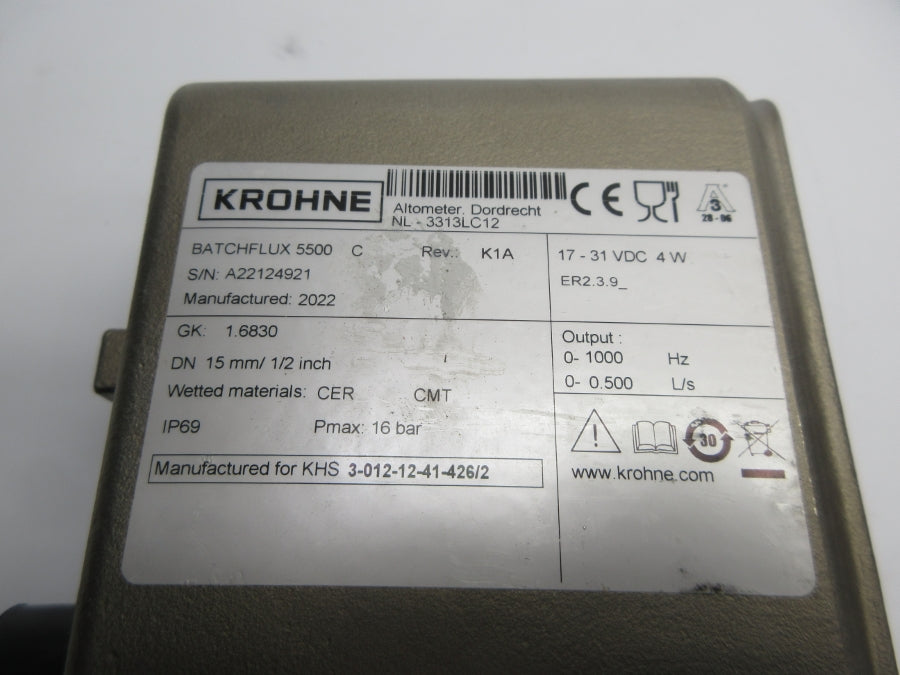 KROHNE
Altometer, Dordrecht
NL - 3313LC12
CE
3
28-06
BATCHFLUX 5500 C Rev.: K1A
S/N: A22124921
Manufactured: 2022
17 - 31 VDC 4 W
ER2.3.9_
GK: 1.6830
DN 15 mm/ 1/2 inch
Wetted materials: CER CMT
IP69 Pmax: 16 bar
Manufactured for KHS 3-012-12-41-426/2
Output :
0- 1000 Hz
0- 0.500 L/s
30
www.krohne.com